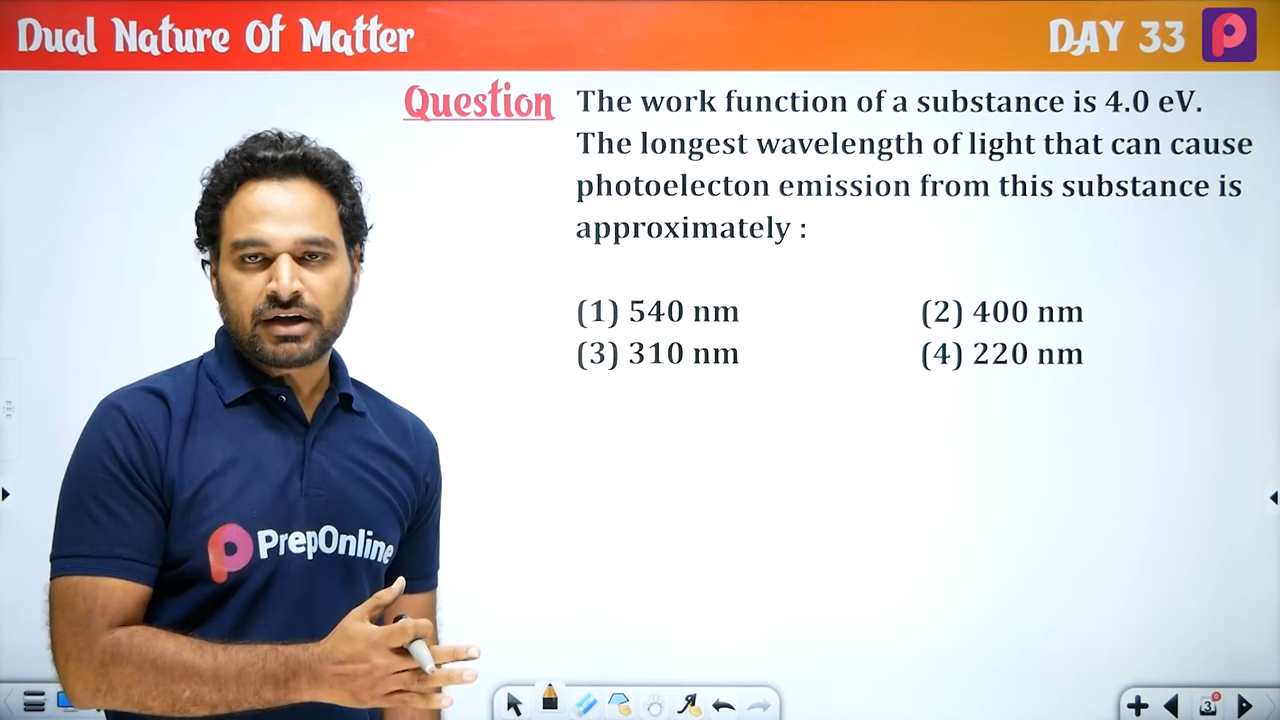 Dual Nature Of Matter
DAY 33
Question
The work function of a substance is 4.0 eV.
The longest wavelength of light that can cause
photoelecton emission from this substance is
approximately :
(1) 540 nm (2) 400 nm
(3) 310 nm (4) 220 nm
PrepOnline
3